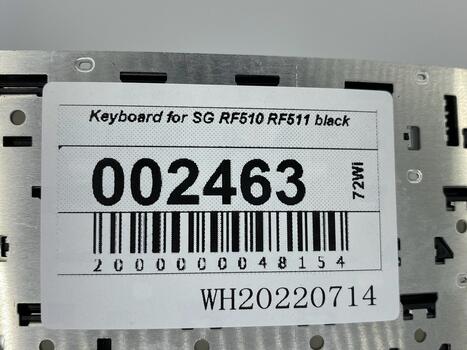 Keyboard for SG RF510 RF511 black
002463
72Wi
2000000048154
WH20220714